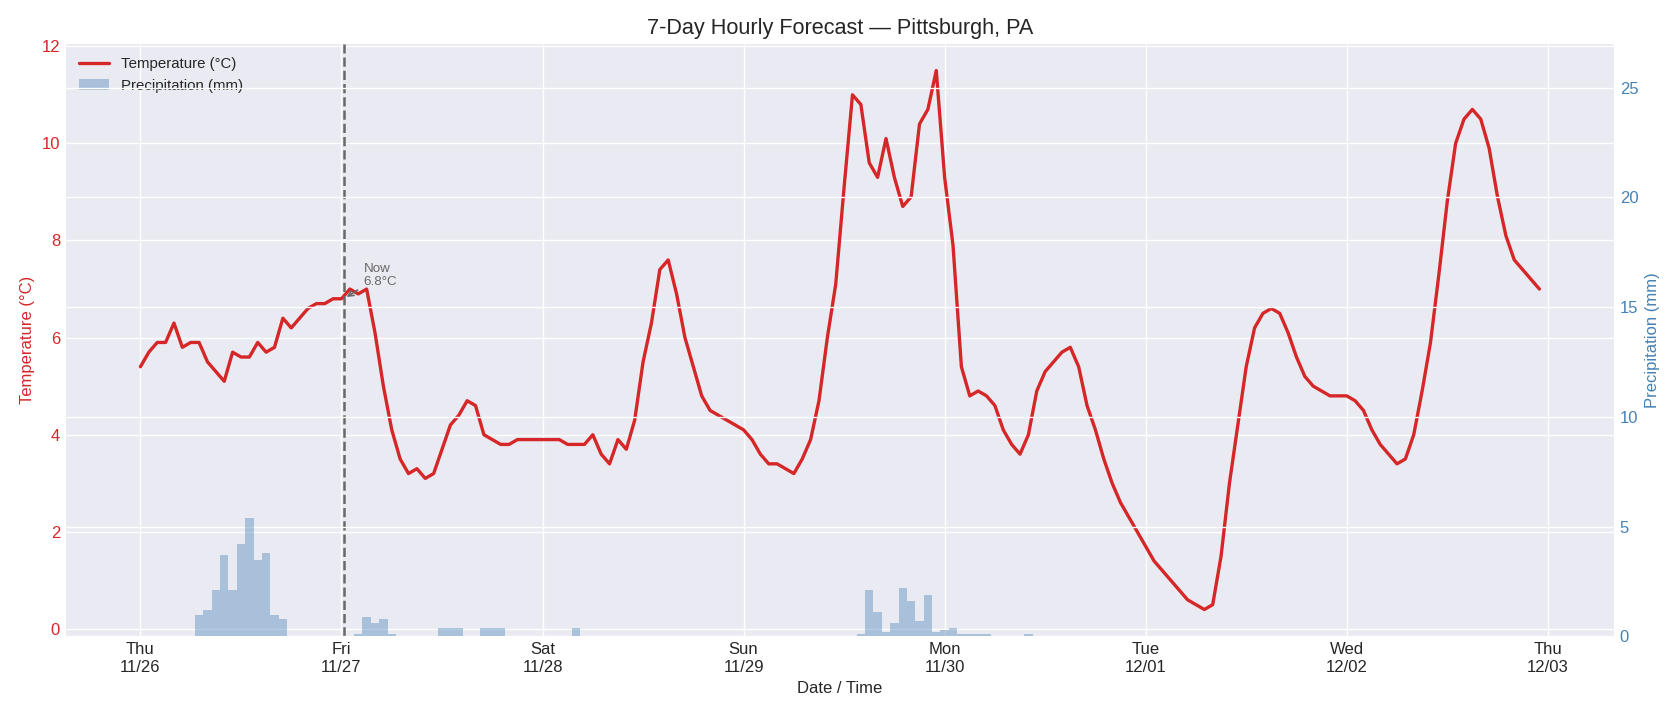 7-Day Hourly Forecast — Pittsburgh, PA
Temperature (°C)
Precipitation (mm)
12
10
8
6
4
2
0
Temperature (°C)
25
20
15
10
5
0
Precipitation (mm)
Now
6.8°C
Thu
11/26
Fri
11/27
Sat
11/28
Sun
11/29
Mon
11/30
Tue
12/01
Wed
12/02
Thu
12/03
Date / Time